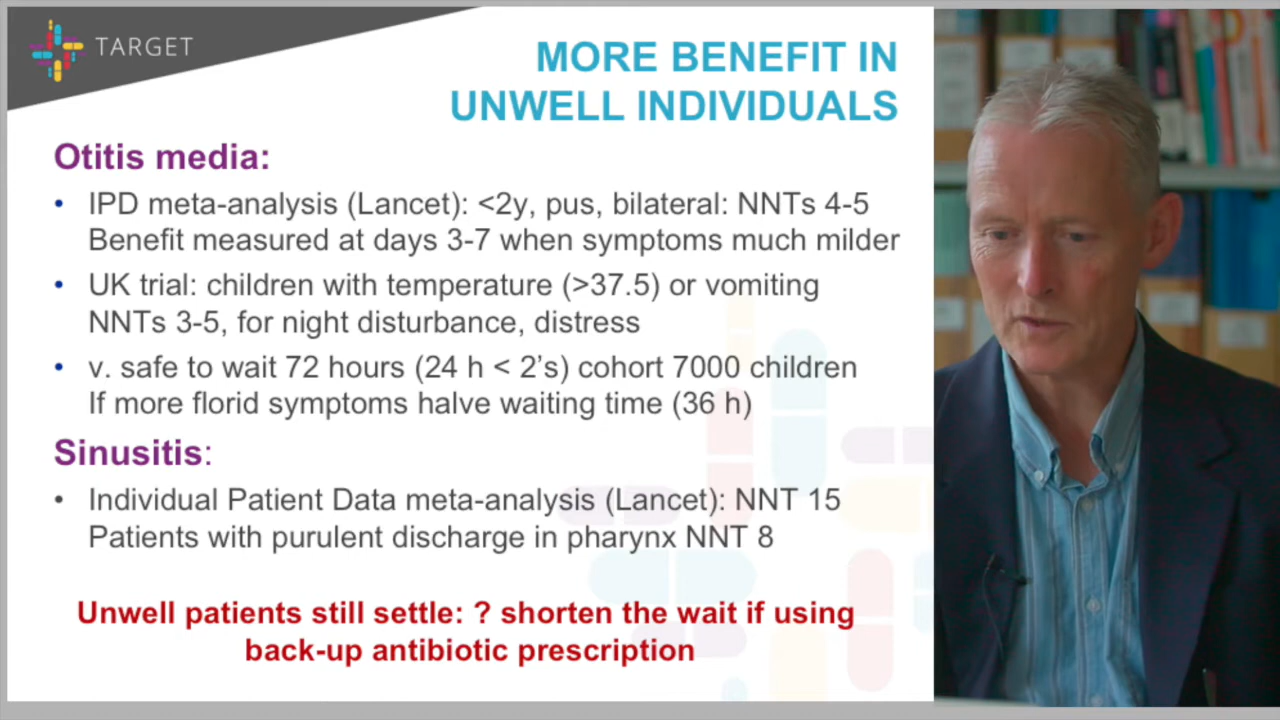 TARGET
MORE BENEFIT IN
UNWELL INDIVIDUALS
Otitis media:
• IPD meta-analysis (Lancet): <2y, pus, bilateral: NNTs 4-5
Benefit measured at days 3-7 when symptoms much milder
• UK trial: children with temperature (>37.5) or vomiting
NNTs 3-5, for night disturbance, distress
• v. safe to wait 72 hours (24 h < 2’s) cohort 7000 children
If more florid symptoms halve waiting time (36 h)
Sinusitis:
• Individual Patient Data meta-analysis (Lancet): NNT 15
Patients with purulent discharge in pharynx NNT 8
Unwell patients still settle: ? shorten the wait if using
back-up antibiotic prescription